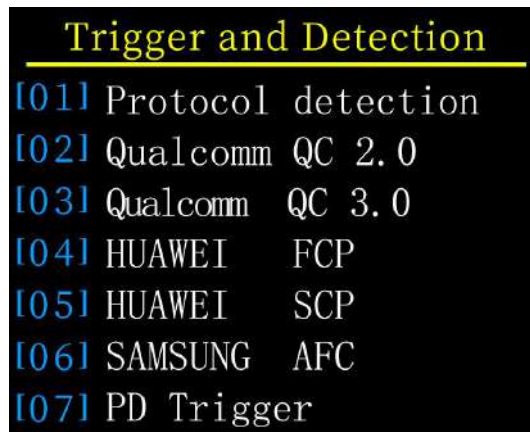 Trigger and Detection
[01] Protocol detection
[02] Qualcomm QC 2.0
[03] Qualcomm QC 3.0
[04] HUAWEI FCP
[05] HUAWEI SCP
[06] SAMSUNG AFC
[07] PD Trigger